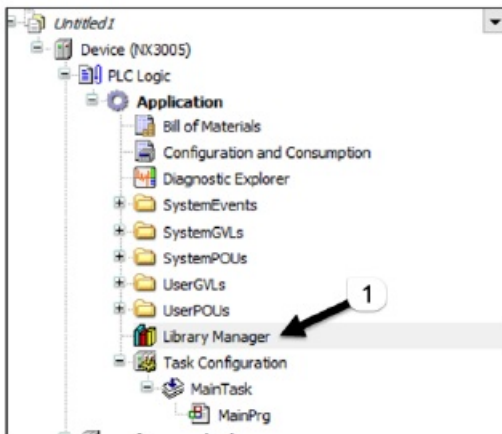 Untitled1
Device (NX3005)
PLC Logic
Application
Bill of Materials
Configuration and Consumption
Diagnostic Explorer
SystemEvents
SystemGVLs
SystemPOUs
UserGVLs
1
UserPOUs
Library Manager
Task Configuration
MainTask
MainPrg